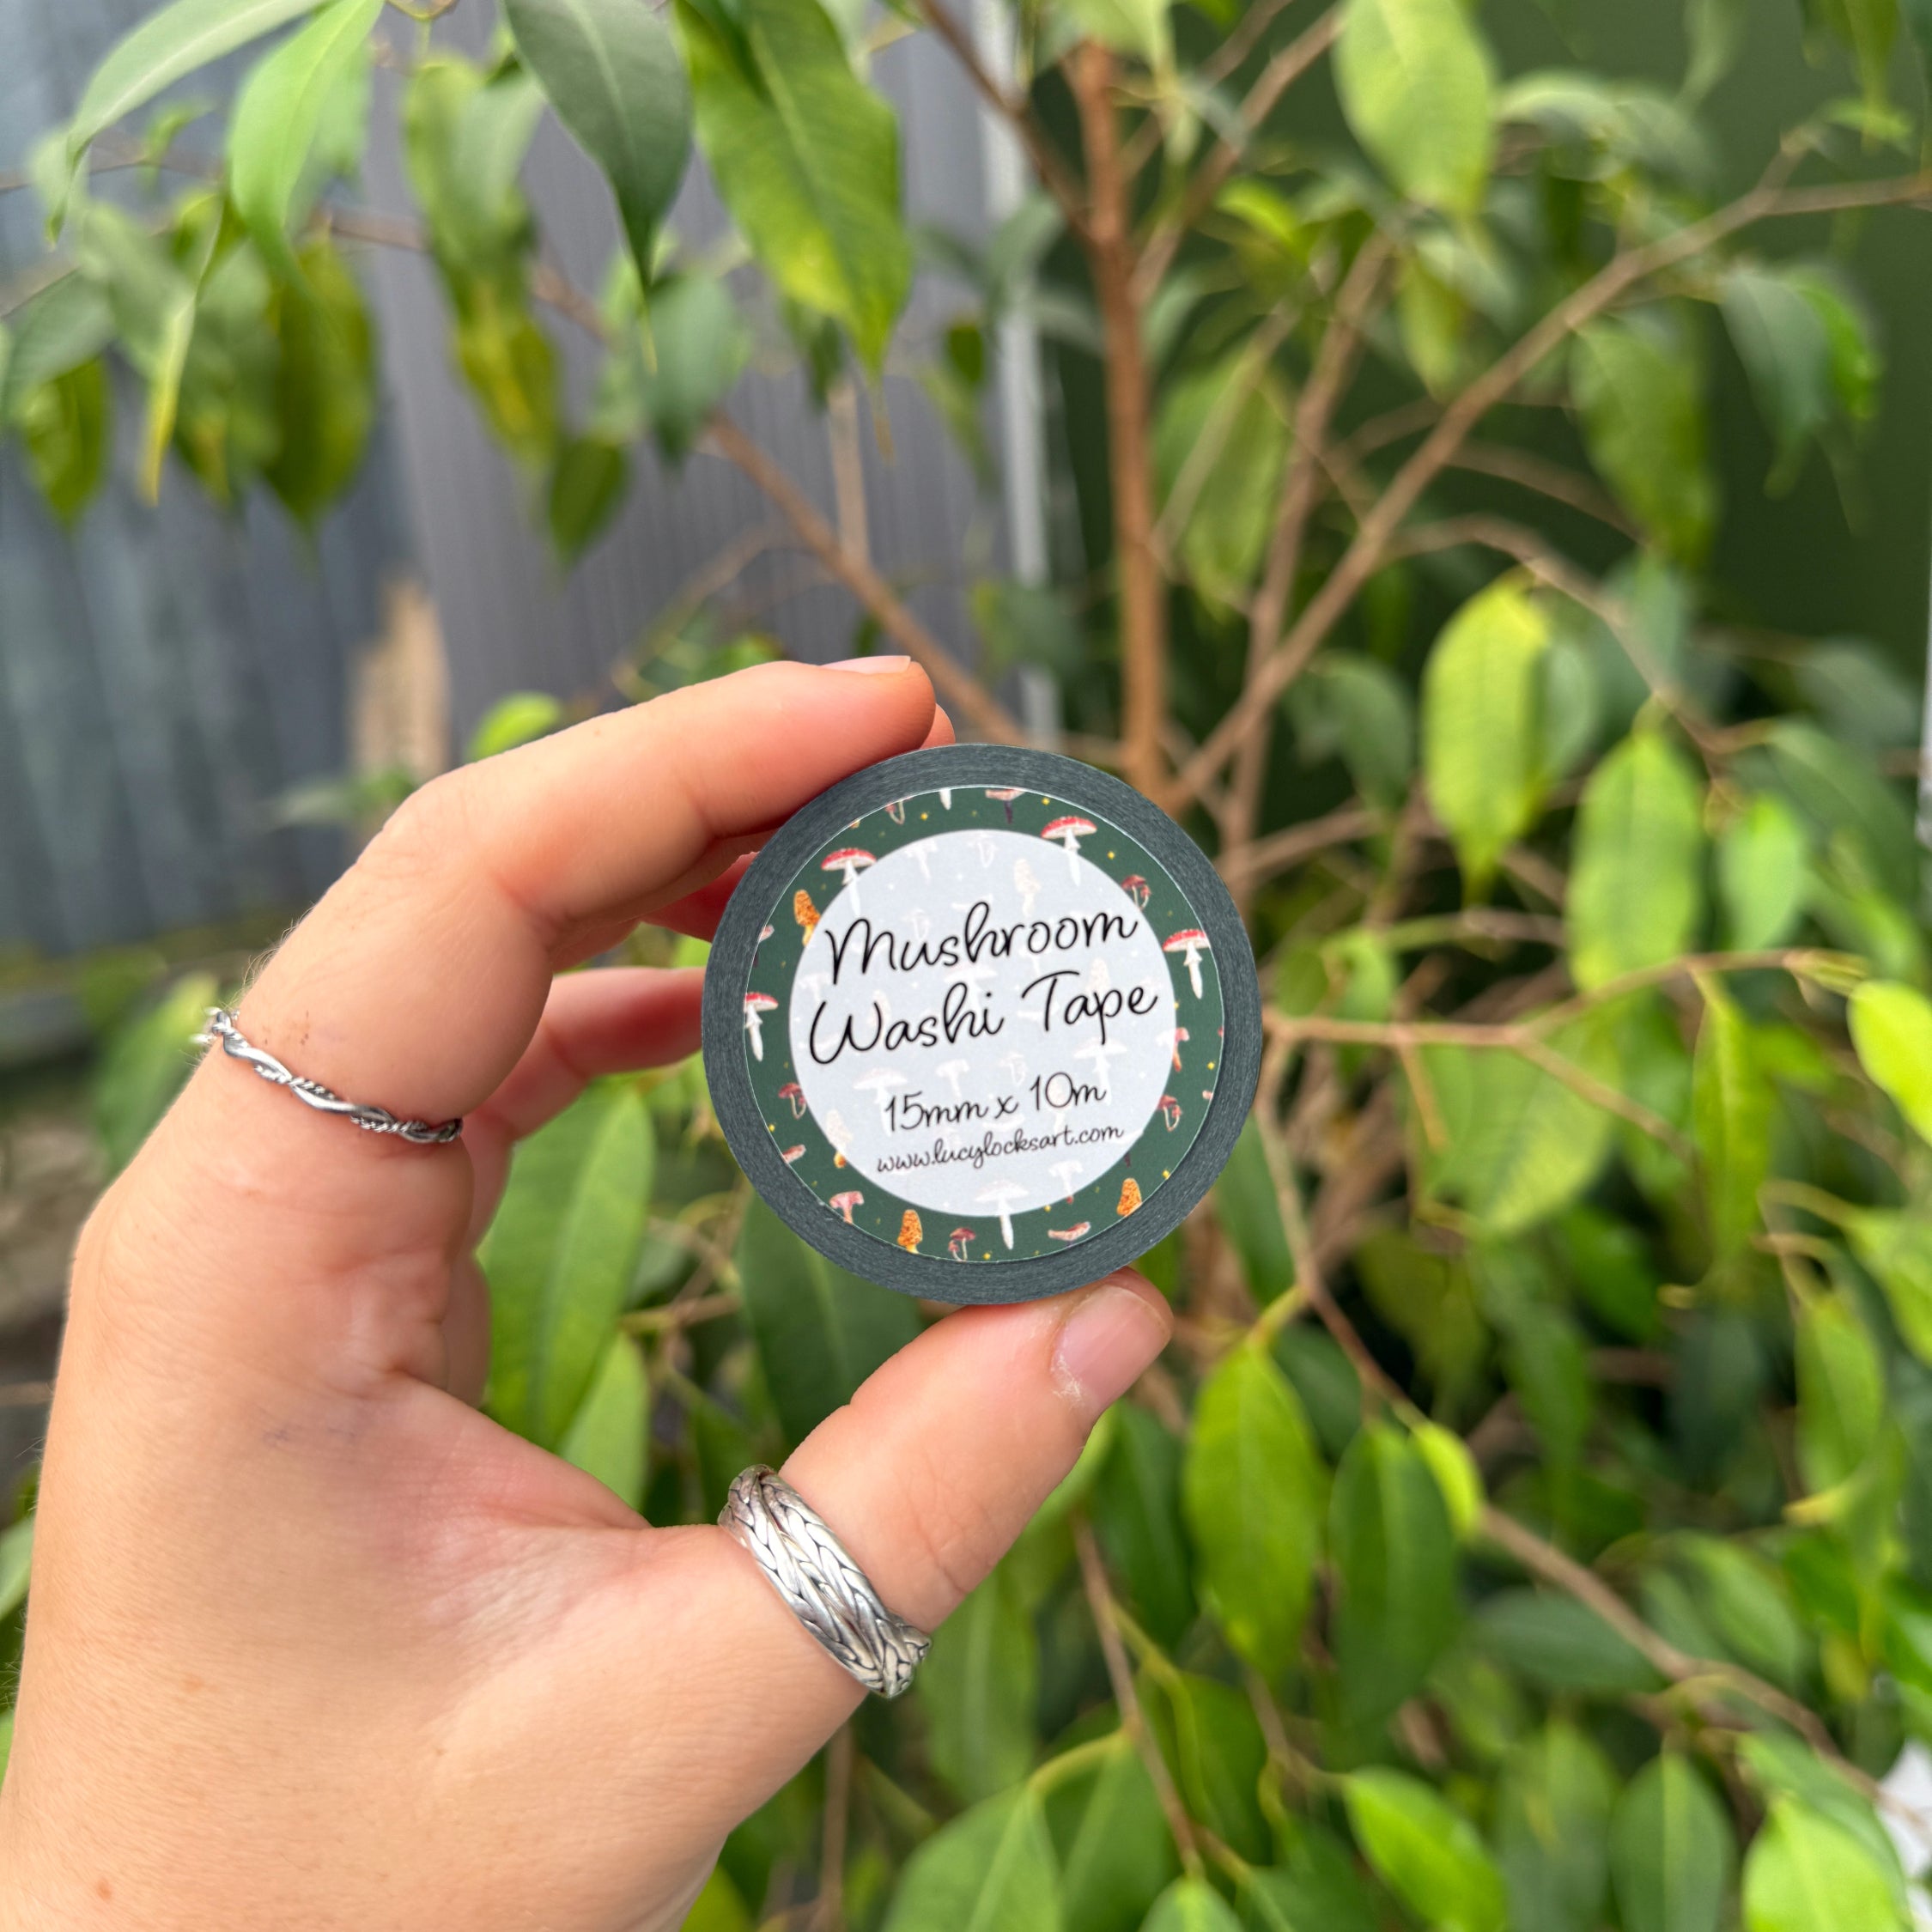 Mushroom
Washi Tape
15mm x 10m
www.lucylocksart.com